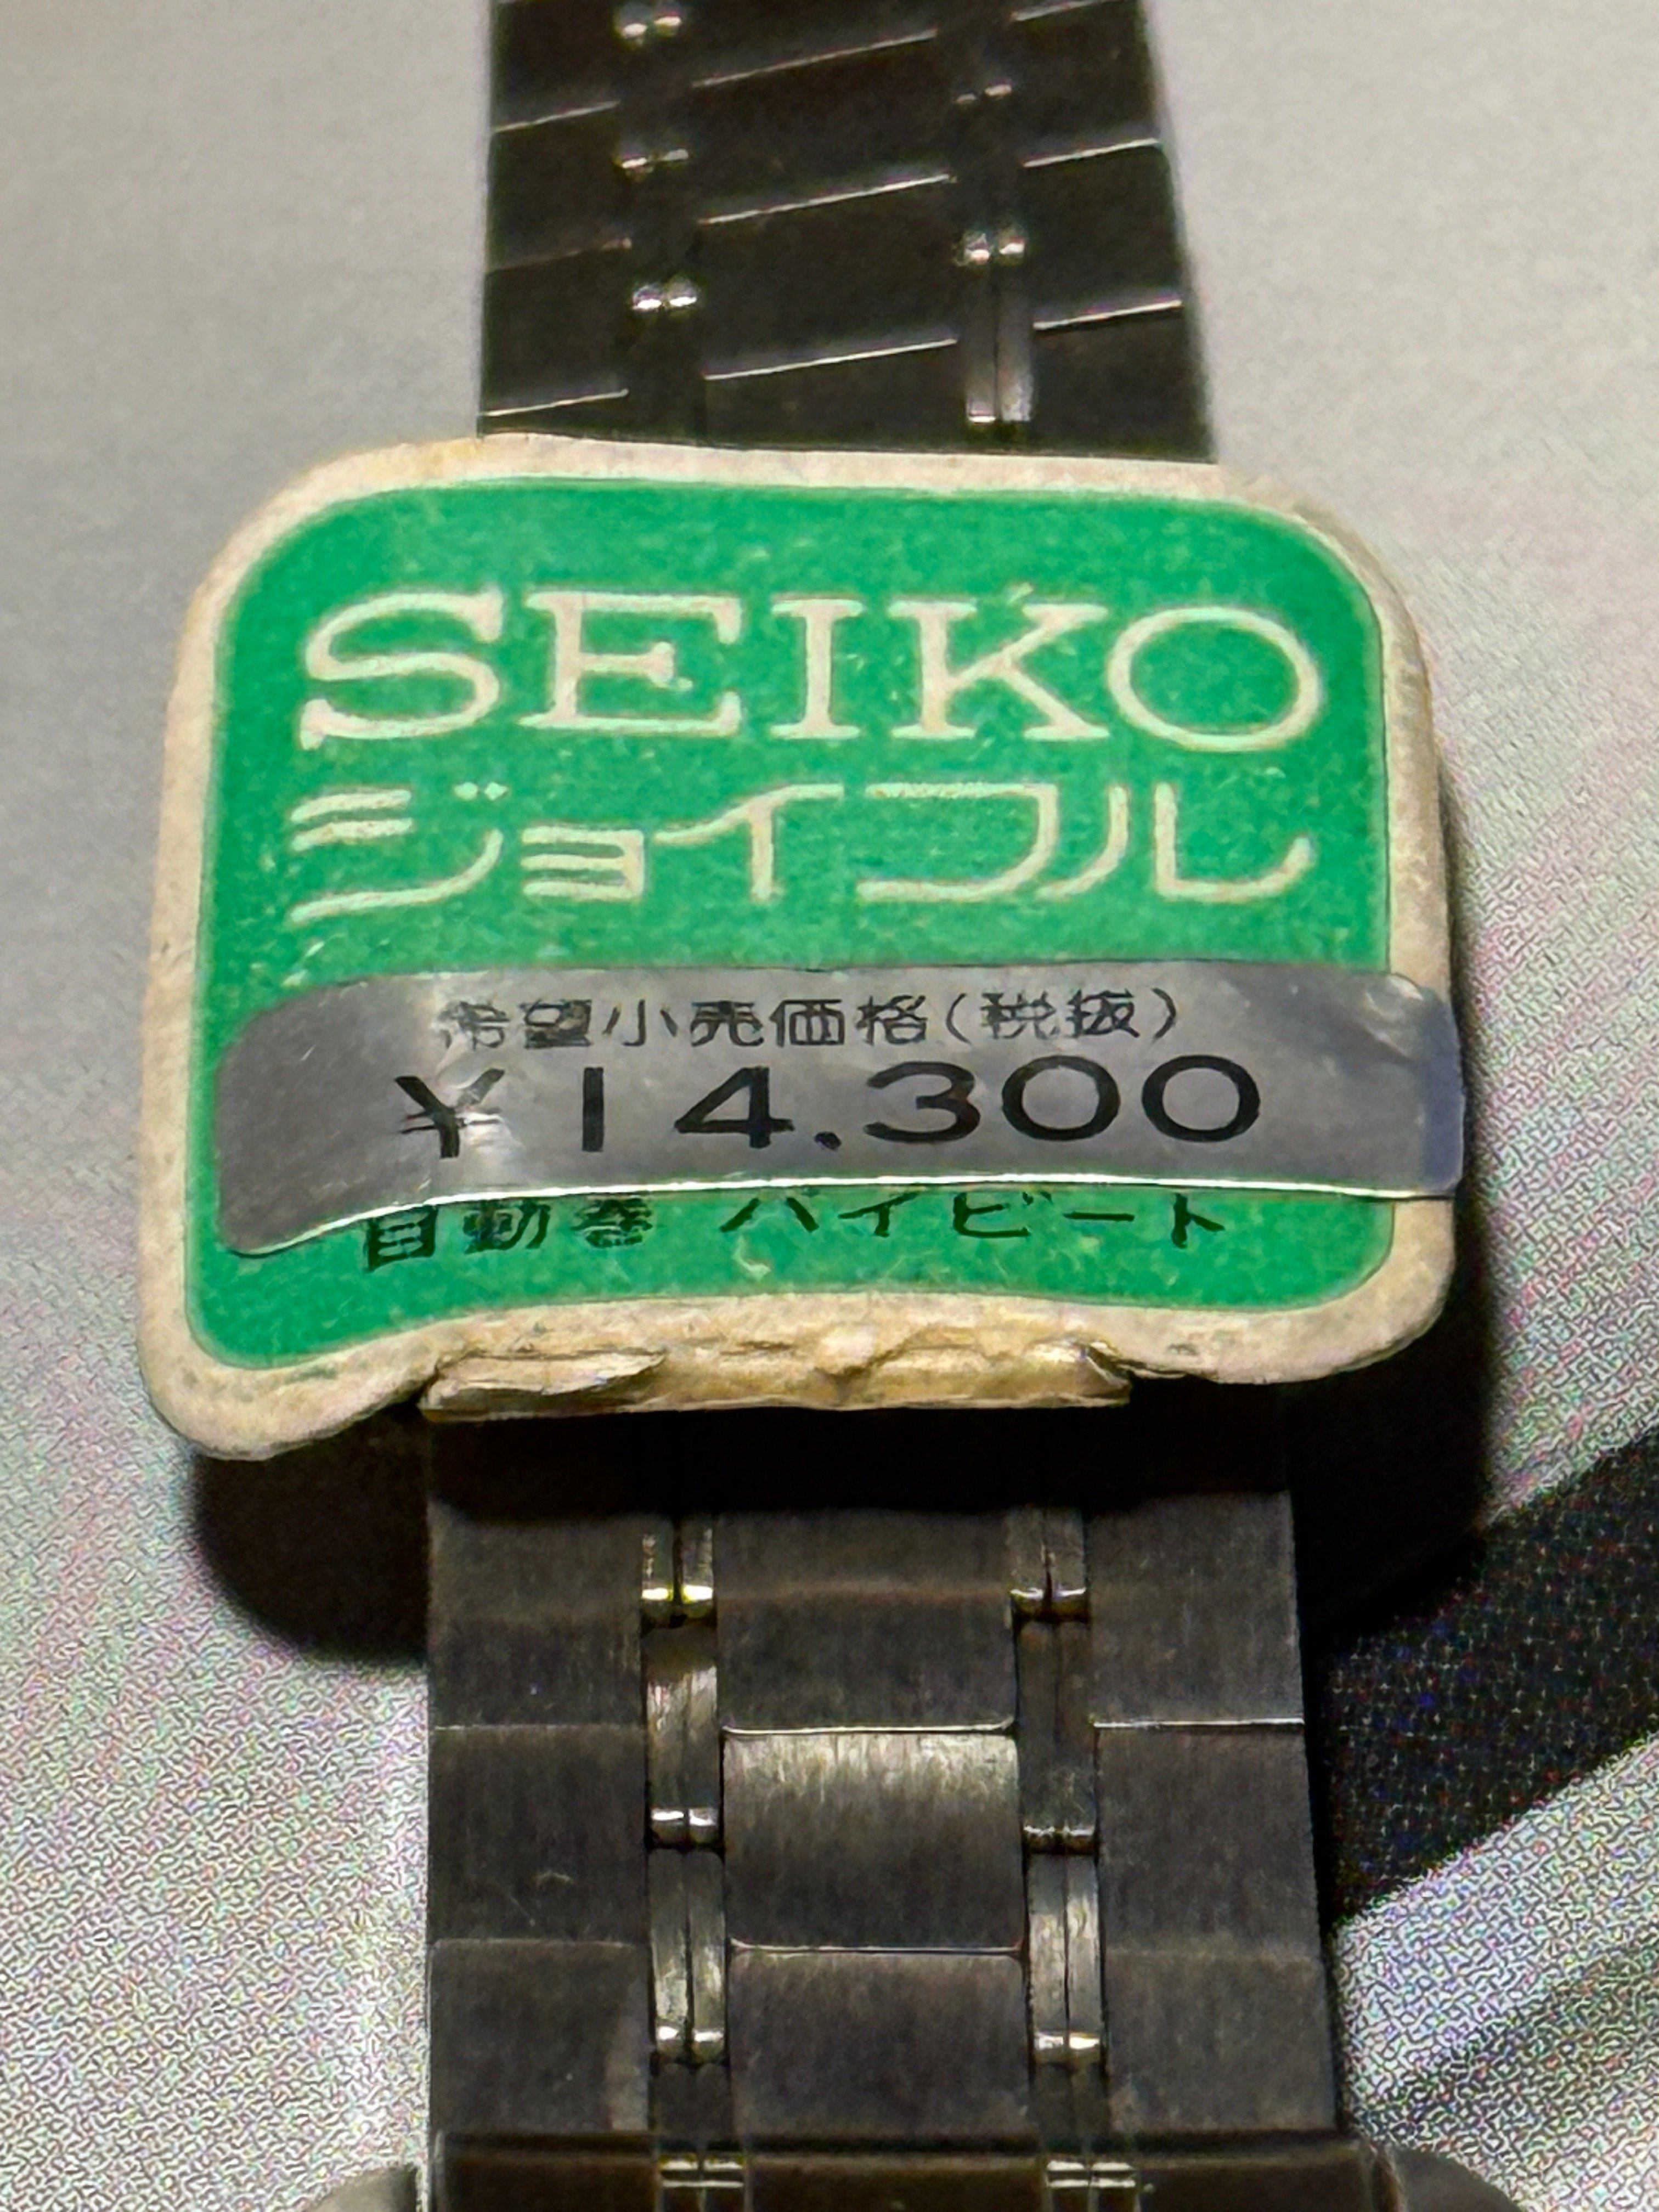 SEIKO
ジョイフル
希望小売価格(税抜)
¥14.300
自動巻 ハイビート